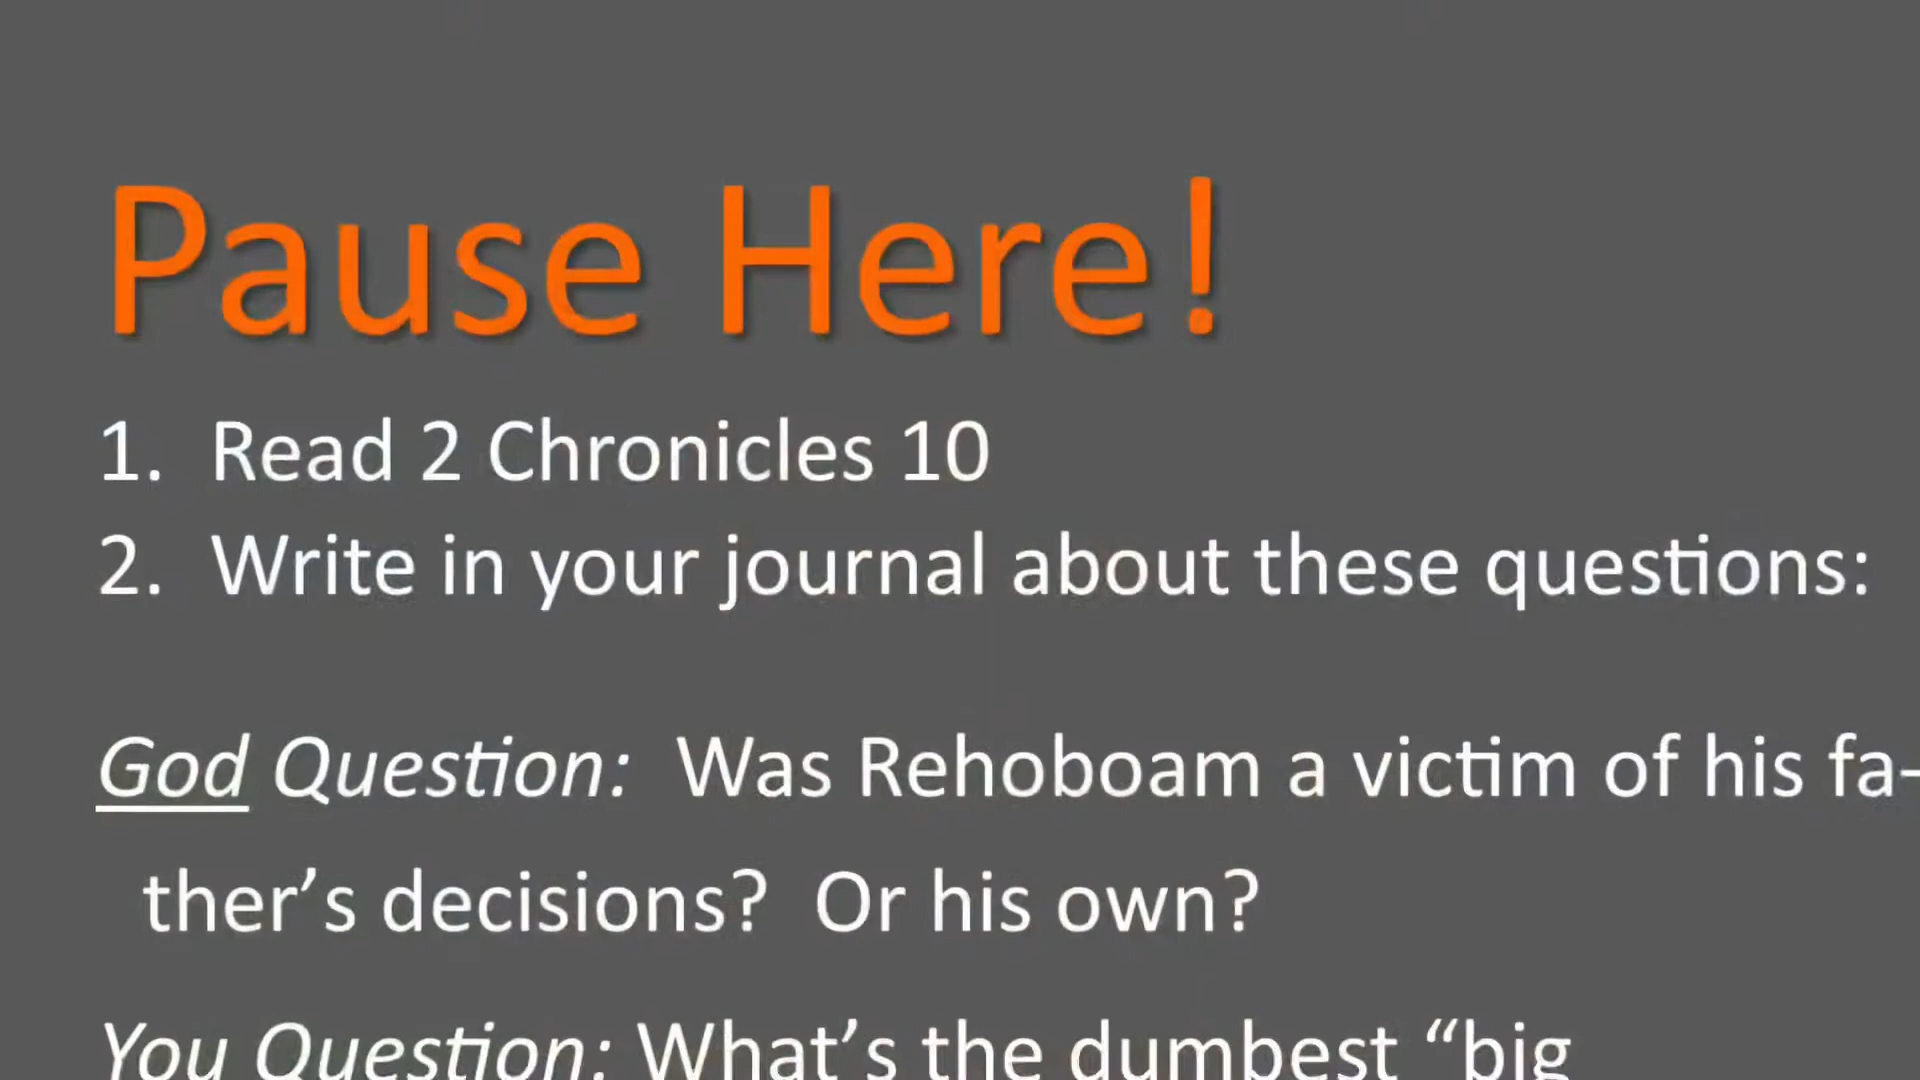 Pause Here!
1. Read 2 Chronicles 10
2. Write in your journal about these questions:
God Question: Was Rehoboam a victim of his fa-
ther’s decisions? Or his own?
You Question: What’s the dumbest “big